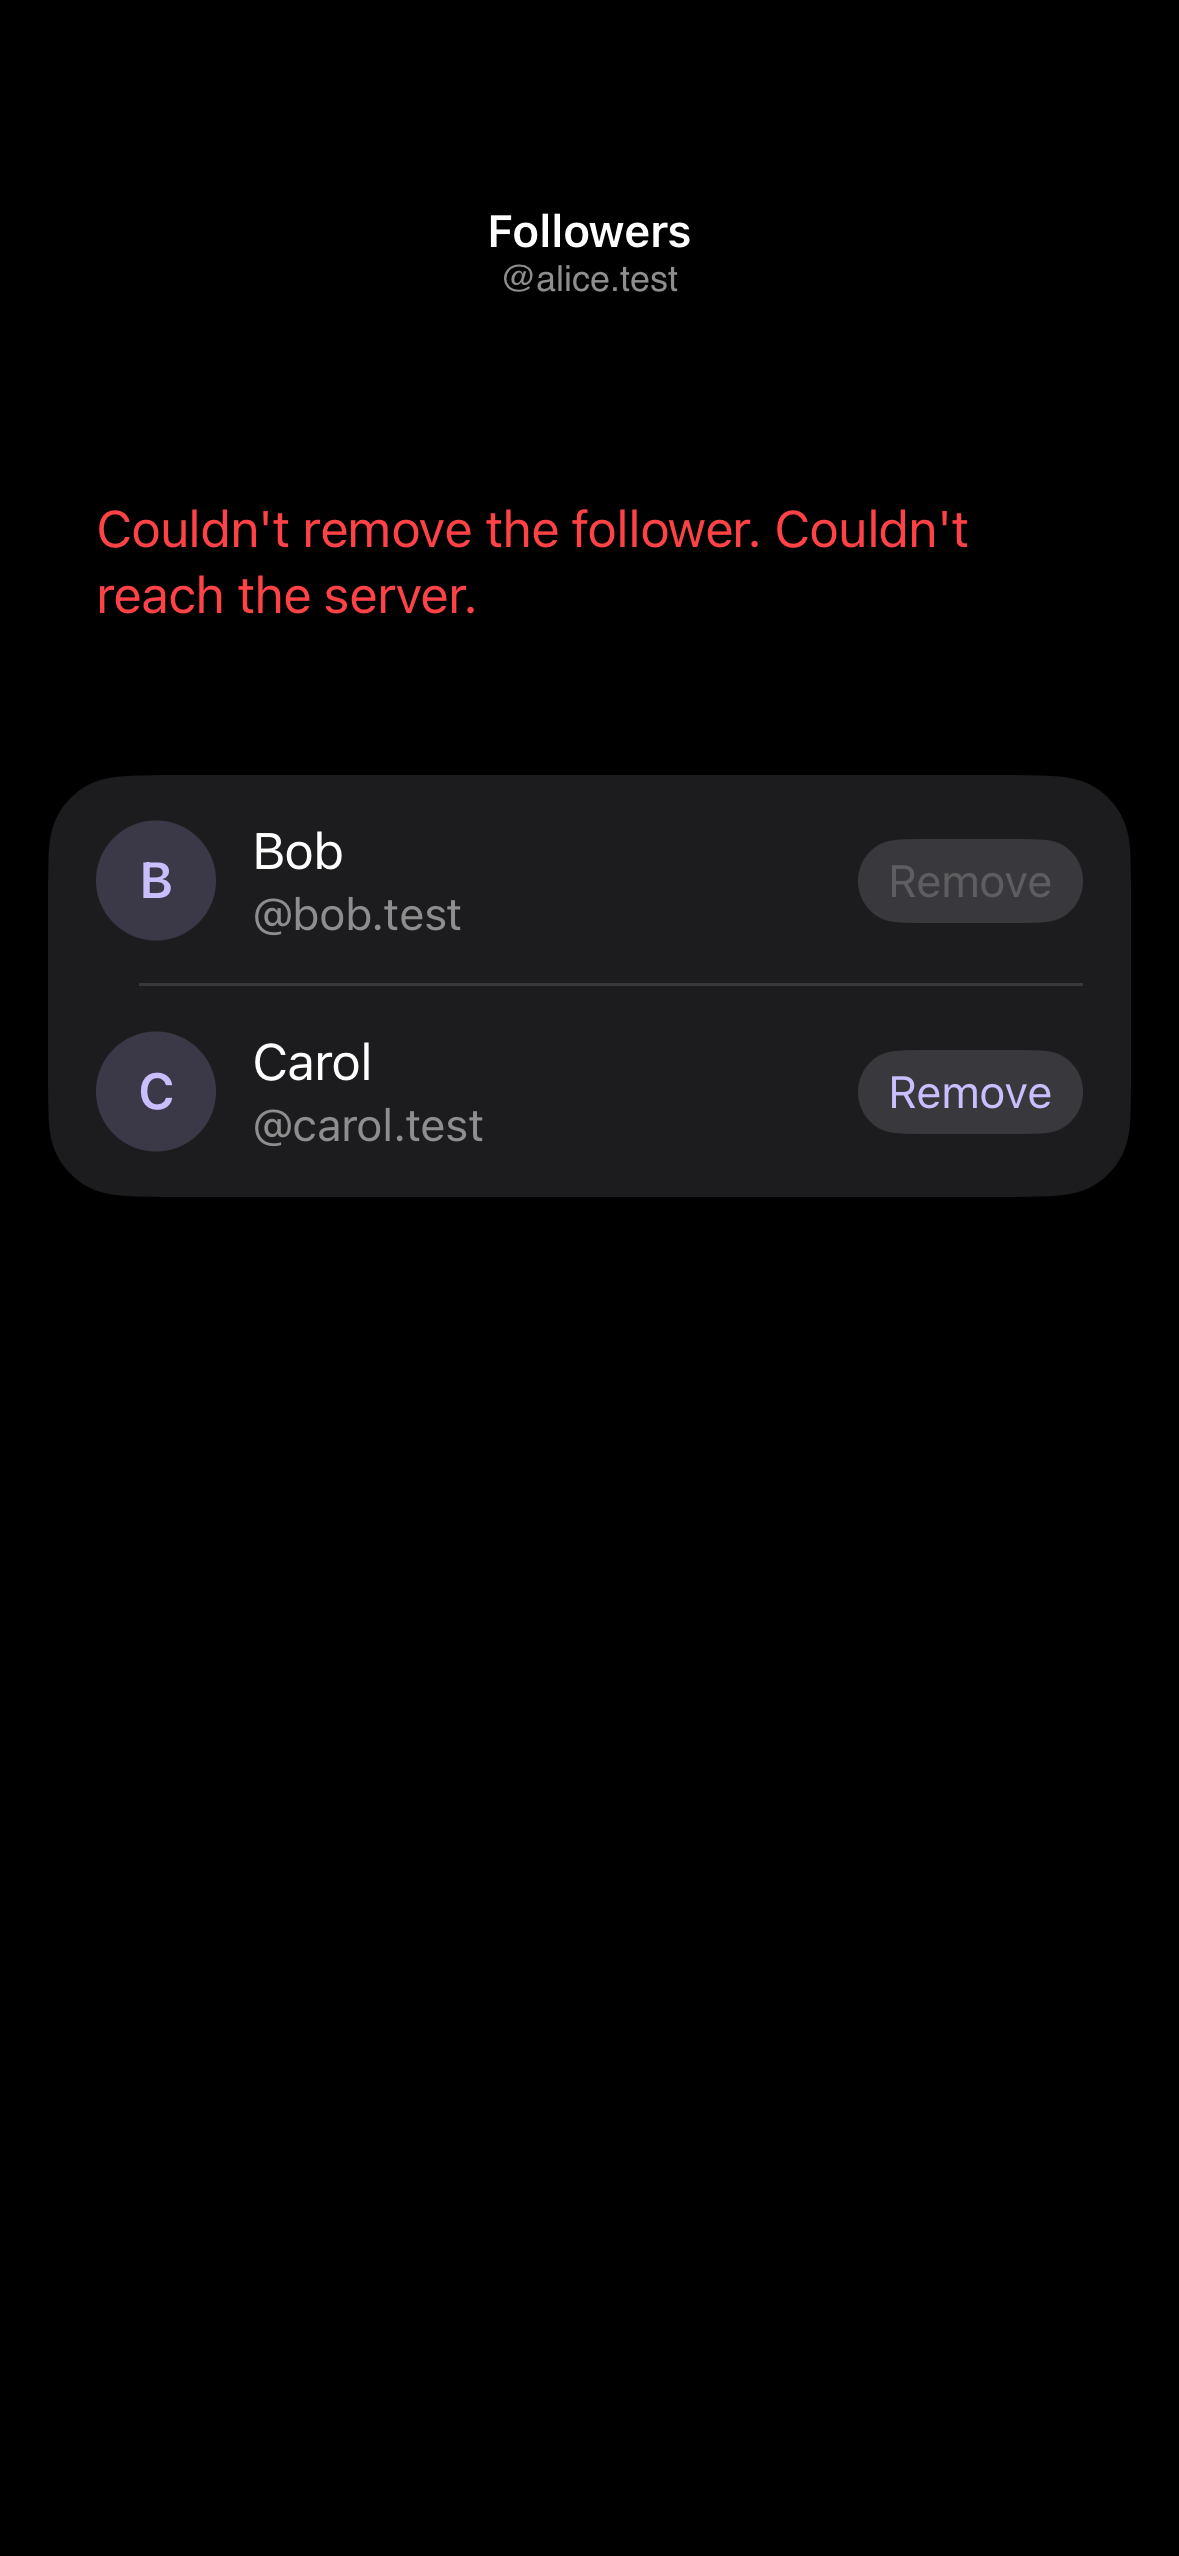 Followers
@alice.test
Couldn't remove the follower. Couldn't
reach the server.
B
Bob
@bob.test
Remove
C
Carol
@carol.test
Remove